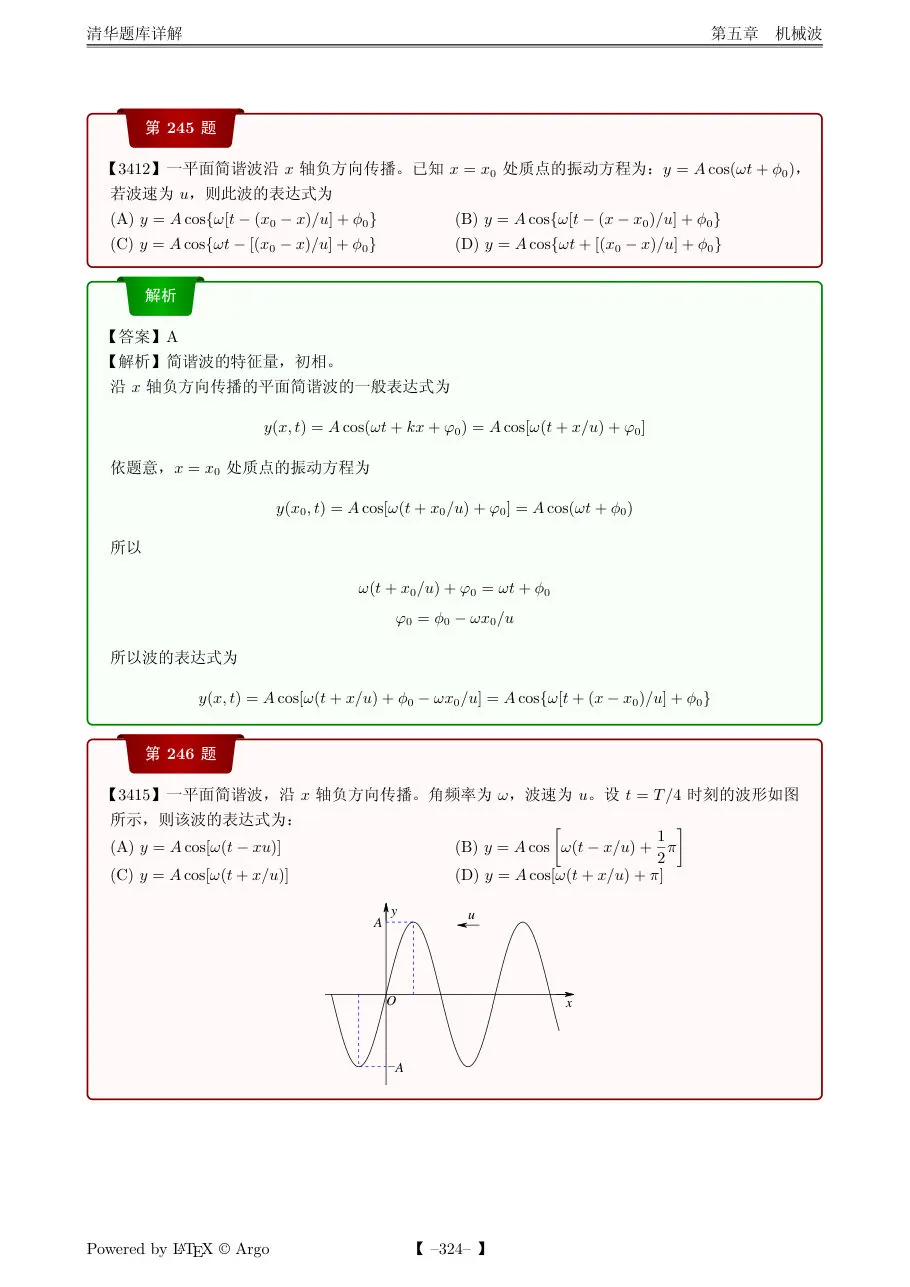 清华题库详解 第五章 机械波
第 245 题
【3412】一平面简谐波沿 x 轴负方向传播。已知 x = x₀ 处质点的振动方程为：y = A cos(ωt + ϕ₀)，
若波速为 u，则此波的表达式为
(A) y = A cos{ω[t − (x₀ − x)/u] + ϕ₀} (B) y = A cos{ω[t − (x − x₀)/u] + ϕ₀}
(C) y = A cos{ωt − [(x₀ − x)/u] + ϕ₀} (D) y = A cos{ωt + [(x₀ − x)/u] + ϕ₀}
解析
【答案】A
【解析】简谐波的特征量，初相。
沿 x 轴负方向传播的平面简谐波的一般表达式为
y(x, t) = A cos(ωt + kx + φ₀) = A cos[ω(t + x/u) + φ₀]
依题意，x = x₀ 处质点的振动方程为
y(x₀, t) = A cos[ω(t + x₀/u) + φ₀] = A cos(ωt + ϕ₀)
所以
ω(t + x₀/u) + φ₀ = ωt + ϕ₀
φ₀ = ϕ₀ − ωx₀/u
所以波的表达式为
y(x, t) = A cos[ω(t + x/u) + ϕ₀ − ωx₀/u] = A cos{ω[t + (x − x₀)/u] + ϕ₀}
第 246 题
【3415】一平面简谐波，沿 x 轴负方向传播。角频率为 ω，波速为 u。设 t = T/4 时刻的波形如图
所示，则该波的表达式为：
(A) y = A cos[ω(t − xu)] (B) y = A cos[ω(t − x/u) + 1/2 π]
(C) y = A cos[ω(t + x/u)] (D) y = A cos[ω(t + x/u) + π]
y
A
u
O
x
−A
Powered by LATEX © Argo 【 –324– 】